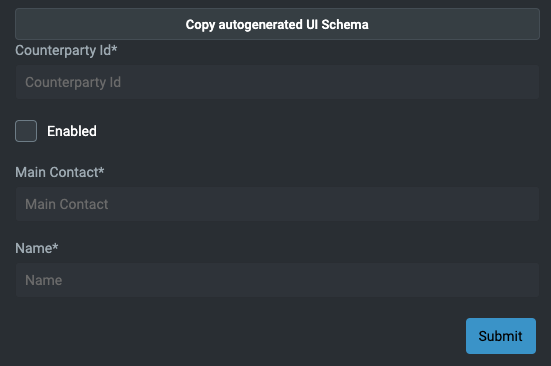 Copy autogenerated UI Schema
Counterparty Id*
Counterparty Id
Enabled
Main Contact*
Main Contact
Name*
Name
Submit